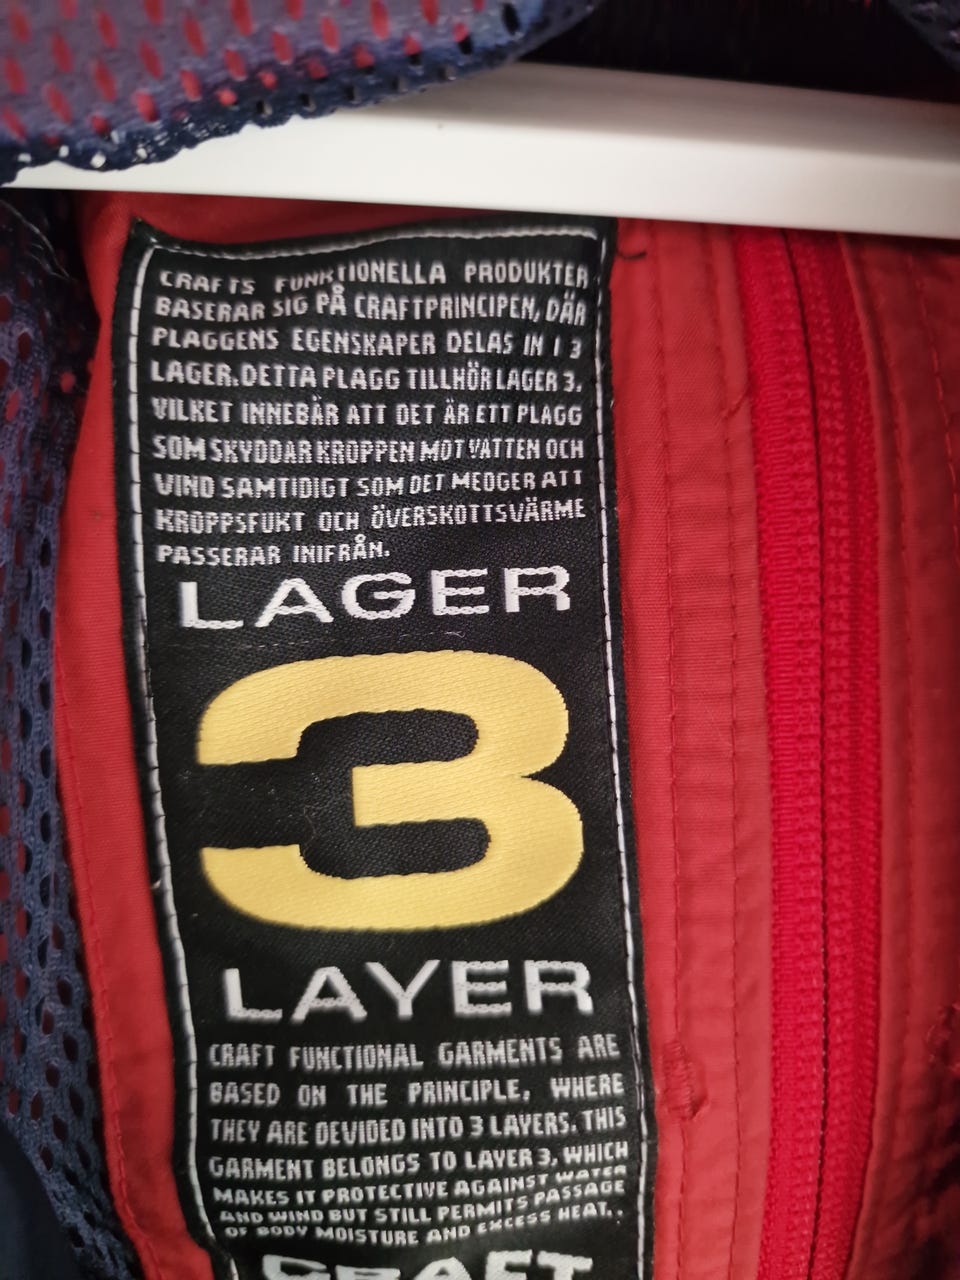 CRAFTS FUNKTIONELLA PRODUKTER
BASERAR SIG PÅ CRAFTPRINCIPEN, DÄR
PLAGGENS EGENSKAPER DELAS IN I 3
LAGER. DETTA PLAGG TILLHÖR LAGER 3,
VILKET INNEBÄR ATT DET ÄR ETT PLAGG
SOM SKYDDAR KROPPEN MOT VATTEN OCH
VIND SAMTIDIGT SOM DET MEDGER ATT
KROPPSFUKT OCH ÖVERSKOTTSVÄRME
PASSERAR INIFRÅN.
LAGER
3
LAYER
CRAFT FUNCTIONAL GARMENTS ARE
BASED ON THE PRINCIPLE, WHERE
THEY ARE DEVIDED INTO 3 LAYERS. THIS
GARMENT BELONGS TO LAYER 3, WHICH
MAKES IT PROTECTIVE AGAINST WATER
AND WIND BUT STILL PERMITS PASSAGE
OF BODY MOISTURE AND EXCESS HEAT..
CRAFT